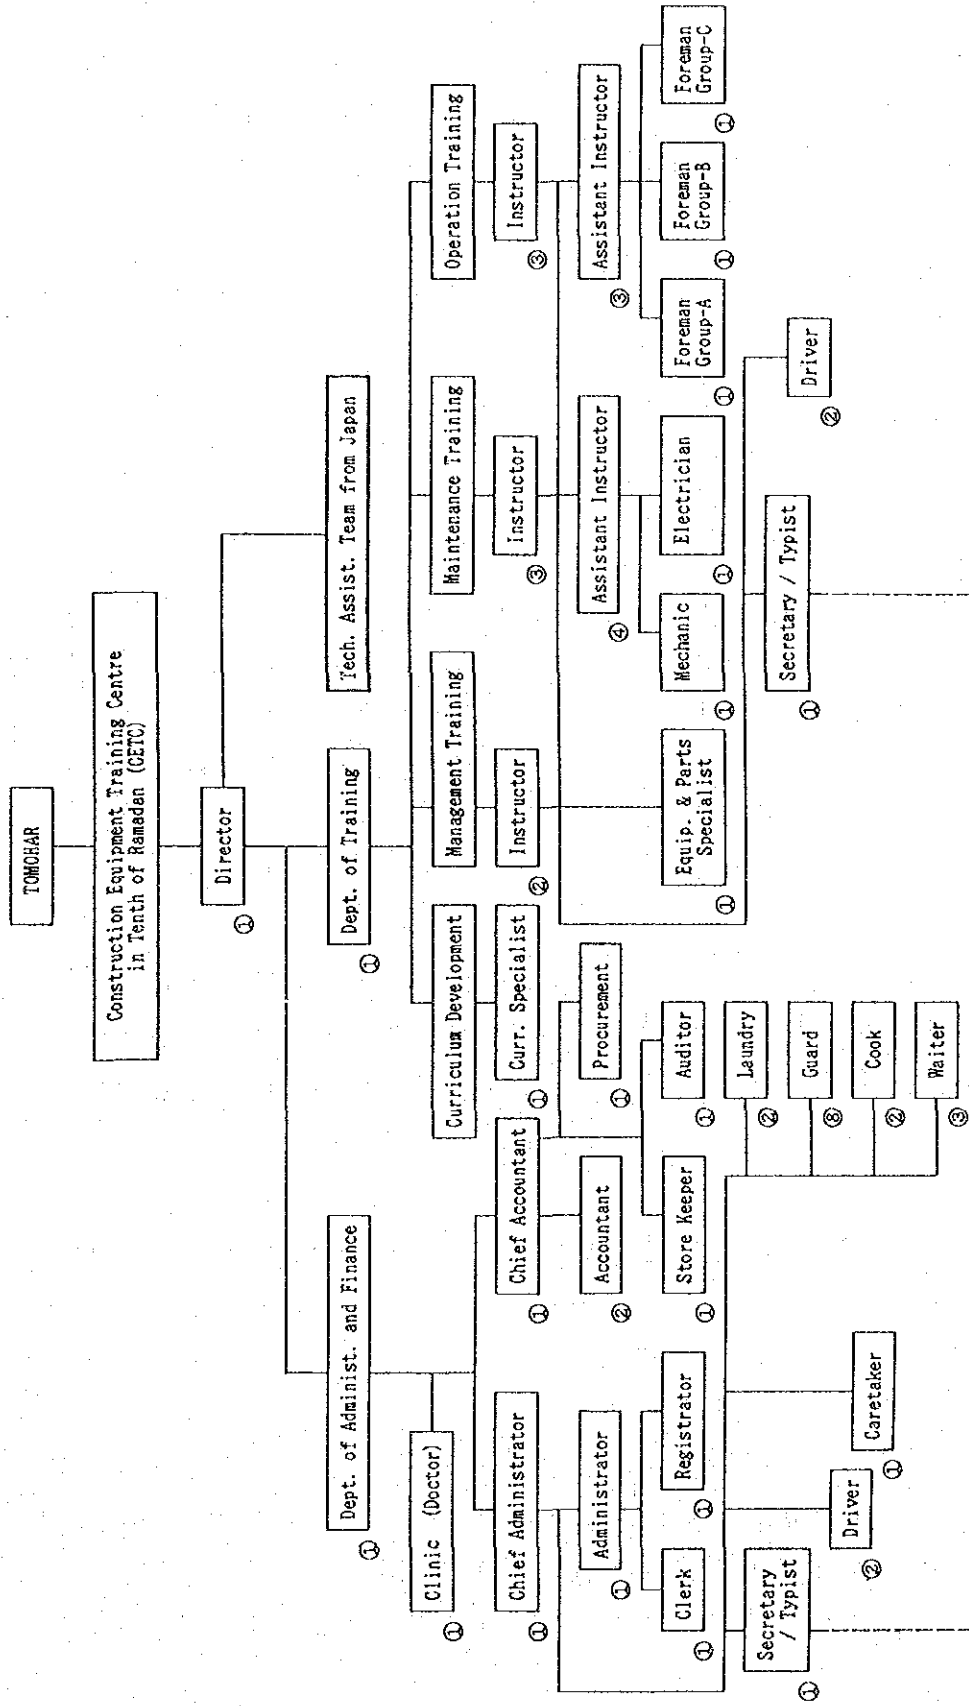 TOMOHAR
Construction Equipment Training Centre
in Tenth of Ramadan (CETC)
Director
①
Dept. of Administ. and Finance
①
Dept. of Training
①
Tech. Assist. Team from Japan
Clinic (Doctor)
①
Curriculum Development
Management Training
Maintenance Training
Operation Training
Chief Administrator
①
Chief Accountant
①
Curr. Specialist
①
Instructor
②
Instructor
③
Instructor
③
Administrator
①
Accountant
②
Procurement
①
Assistant Instructor
④
Assistant Instructor
③
Clerk
①
Registrator
①
Store Keeper
①
Auditor
①
Equip. & Parts
Specialist
①
Mechanic
①
Electrician
①
Foreman
Group-A
①
Foreman
Group-B
①
Foreman
Group-C
①
Secretary
/ Typist
①
Driver
②
Caretaker
①
Laundry
②
Guard
⑧
Cook
②
Waiter
③
Secretary / Typist
①
Driver
②